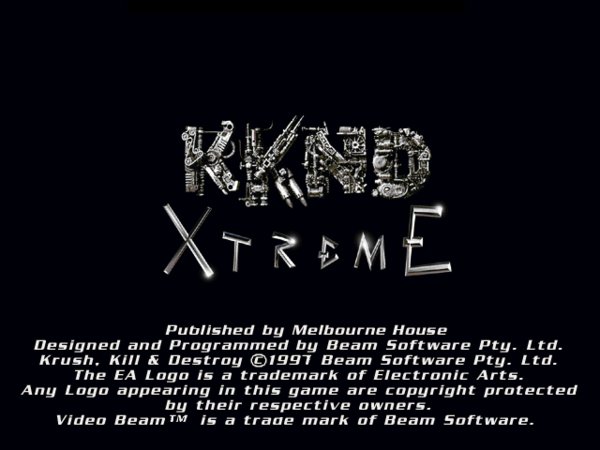 KKND
XTREME
Published by Melbourne House
Designed and Programmed by Beam Software Pty. Ltd.
Krush, Kill & Destroy ©1997 Beam Software Pty. Ltd.
The EA Logo is a trademark of Electronic Arts.
Any Logo appearing in this game are copyright protected
by their respective owners.
Video Beam™ is a trade mark of Beam Software.